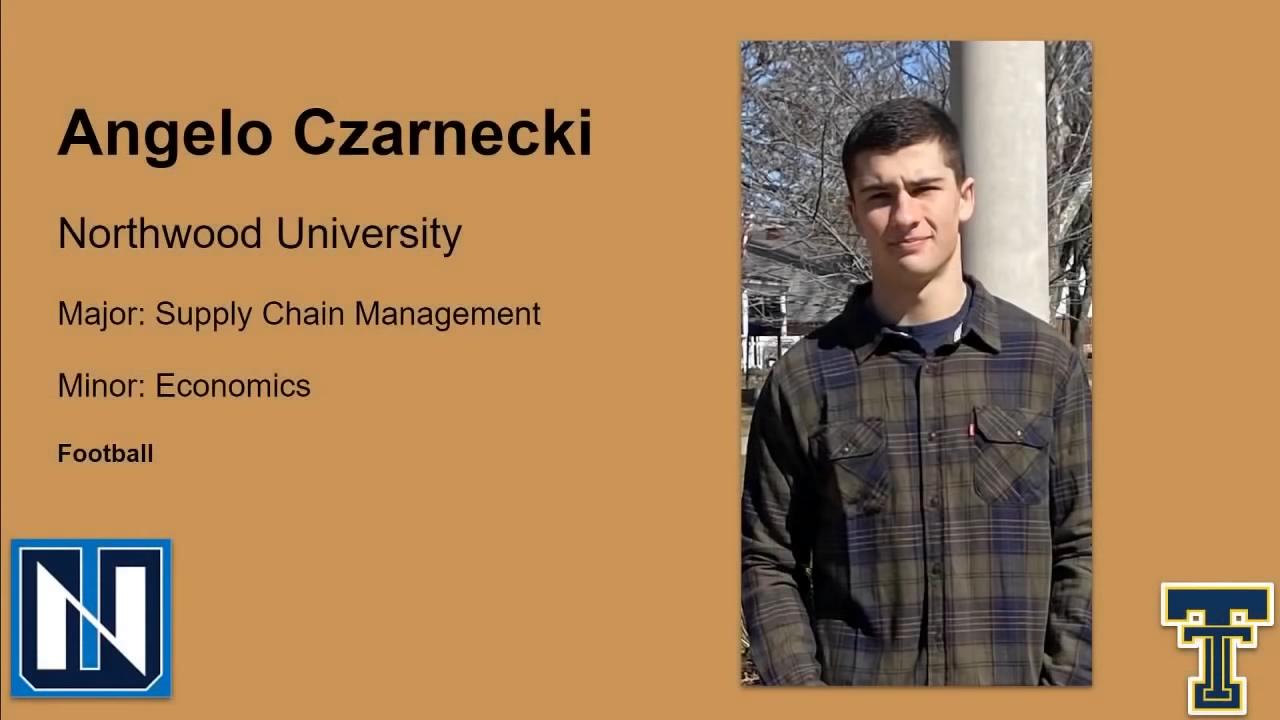 Angelo Czarnecki
Northwood University
Major: Supply Chain Management
Minor: Economics
Football
N
T